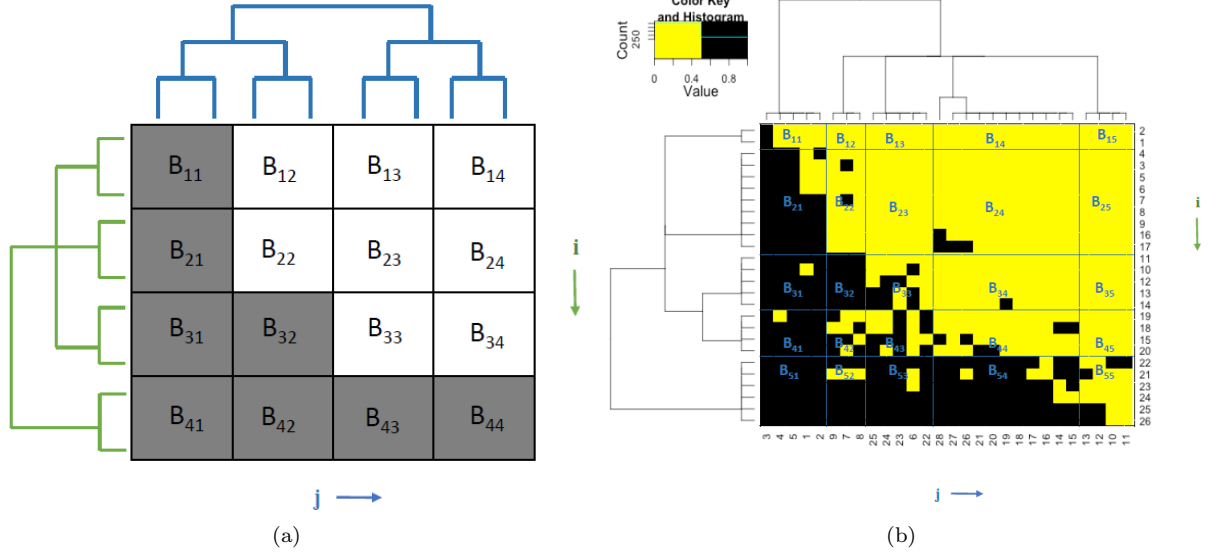 B11 B12 B13 B14
B21 B22 B23 B24
B31 B32 B33 B34
B41 B42 B43 B44
i
j
(a)
Color Key
and Histogram
Count
250
0 0.4 0.8
Value
B11 B12 B13 B14 B15
B21 B22 B23 B24 B25
B31 B32 B33 B34 B35
B41 B42 B43 B44 B45
B51 B52 B53 B54 B55
2
1
4
3
5
6
7
8
9
16
17
11
10
12
13
14
19
18
15
20
22
21
23
24
25
26
3 4 5 1 2 9 7 8 25 24 23 6 22 28 27 26 21 20 19 18 17 16 14 15 13 12 10 11
i
j
(b)